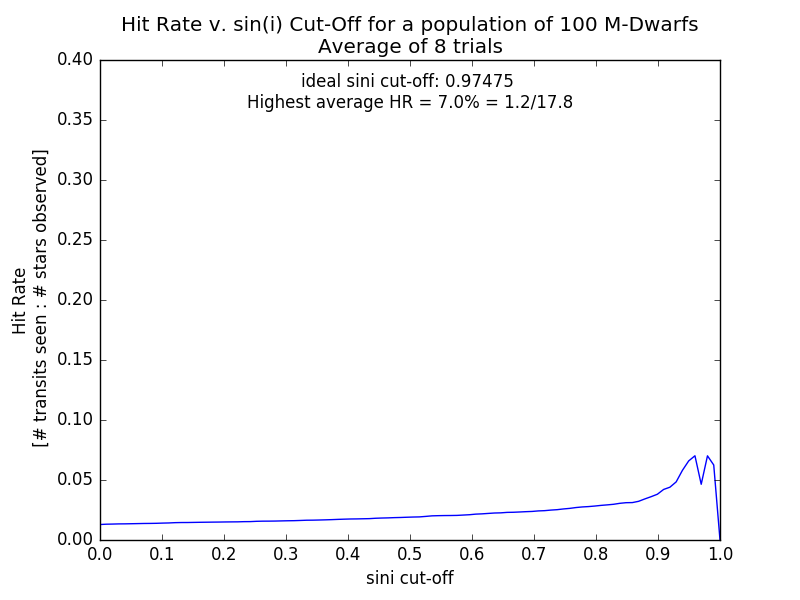 Hit Rate v. sin(i) Cut-Off for a population of 100 M-Dwarfs
Average of 8 trials
ideal sini cut-off: 0.97475
Highest average HR = 7.0% = 1.2/17.8
Hit Rate
[# transits seen : # stars observed]
0.40
0.35
0.30
0.25
0.20
0.15
0.10
0.05
0.00
0.0 0.1 0.2 0.3 0.4 0.5 0.6 0.7 0.8 0.9 1.0
sini cut-off